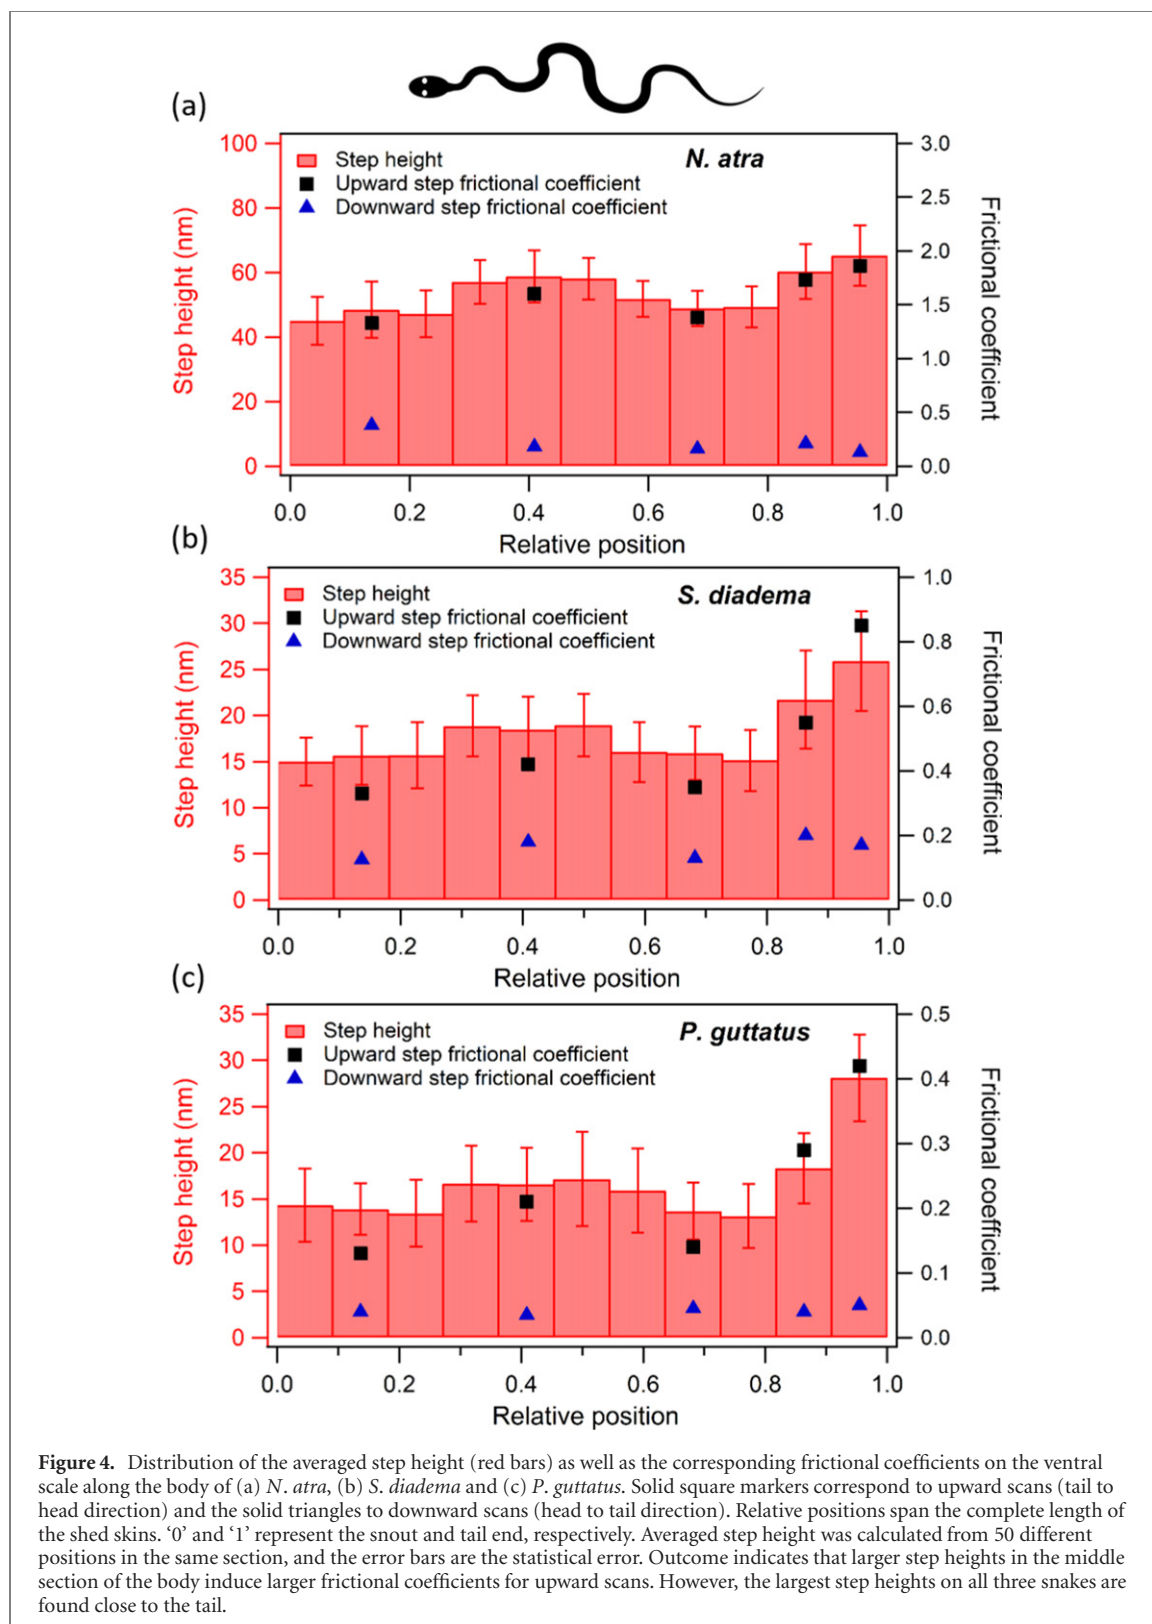 (a)
N. atra
Step height
Upward step frictional coefficient
Downward step frictional coefficient
Step height (nm)
100
80
60
40
20
0
3.0
2.5
2.0
1.5
1.0
0.5
0.0
Frictional coefficient
0.0 0.2 0.4 0.6 0.8 1.0
Relative position
(b)
S. diadema
Step height
Upward step frictional coefficient
Downward step frictional coefficient
Step height (nm)
35
30
25
20
15
10
5
0
1.0
0.8
0.6
0.4
0.2
0.0
Frictional coefficient
0.0 0.2 0.4 0.6 0.8 1.0
Relative position
(c)
P. guttatus
Step height
Upward step frictional coefficient
Downward step frictional coefficient
Step height (nm)
35
30
25
20
15
10
5
0
0.5
0.4
0.3
0.2
0.1
0.0
Frictional coefficient
0.0 0.2 0.4 0.6 0.8 1.0
Relative position
Figure 4. Distribution of the averaged step height (red bars) as well as the corresponding frictional coefficients on the ventral
scale along the body of (a) N. atra, (b) S. diadema and (c) P. guttatus. Solid square markers correspond to upward scans (tail to
head direction) and the solid triangles to downward scans (head to tail direction). Relative positions span the complete length of
the shed skins. ‘0’ and ‘1’ represent the snout and tail end, respectively. Averaged step height was calculated from 50 different
positions in the same section, and the error bars are the statistical error. Outcome indicates that larger step heights in the middle
section of the body induce larger frictional coefficients for upward scans. However, the largest step heights on all three snakes are
found close to the tail.